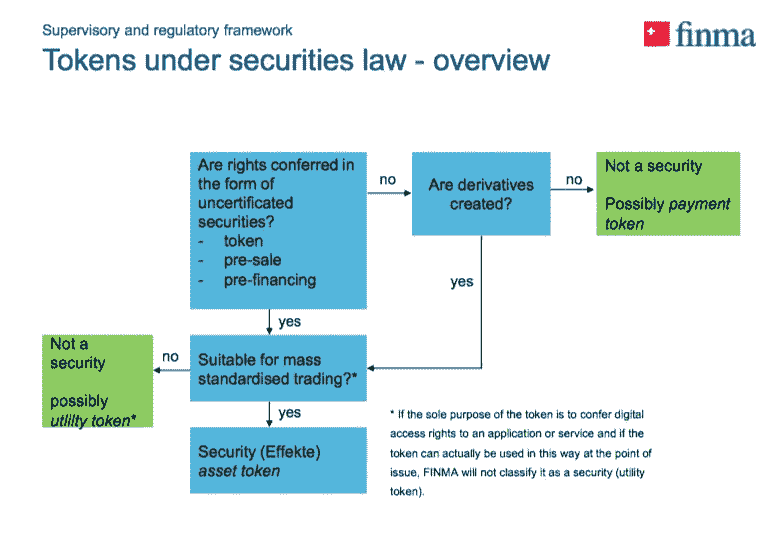 Supervisory and regulatory framework
Tokens under securities law - overview
finma
Are rights conferred in
the form of
uncertificated
securities?
- token
- pre-sale
- pre-financing
no
Are derivatives
created?
no
Not a security
Possibly payment
token
yes
yes
Not a
security
possibly
utility token*
no
Suitable for mass
standardised trading?*
yes
Security (Effekte)
asset token
* If the sole purpose of the token is to confer digital
access rights to an application or service and if the
token can actually be used in this way at the point of
issue, FINMA will not classify it as a security (utility
token).